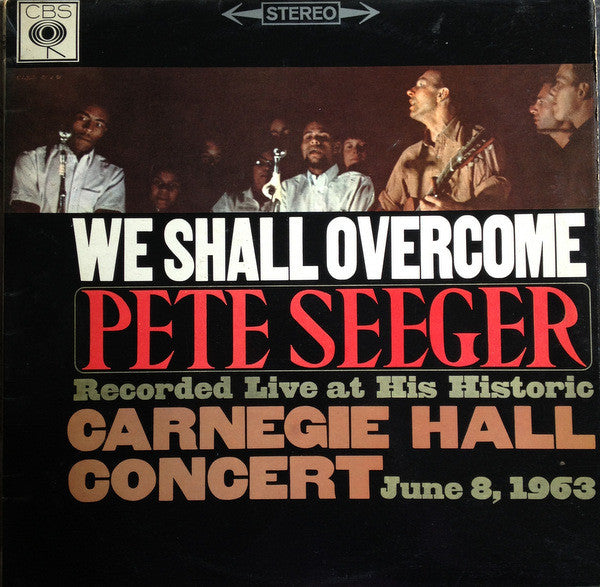 CBS
STEREO
WE SHALL OVERCOME
PETE SEEGER
Recorded Live at His Historic
CARNEGIE HALL
CONCERT June 8, 1963